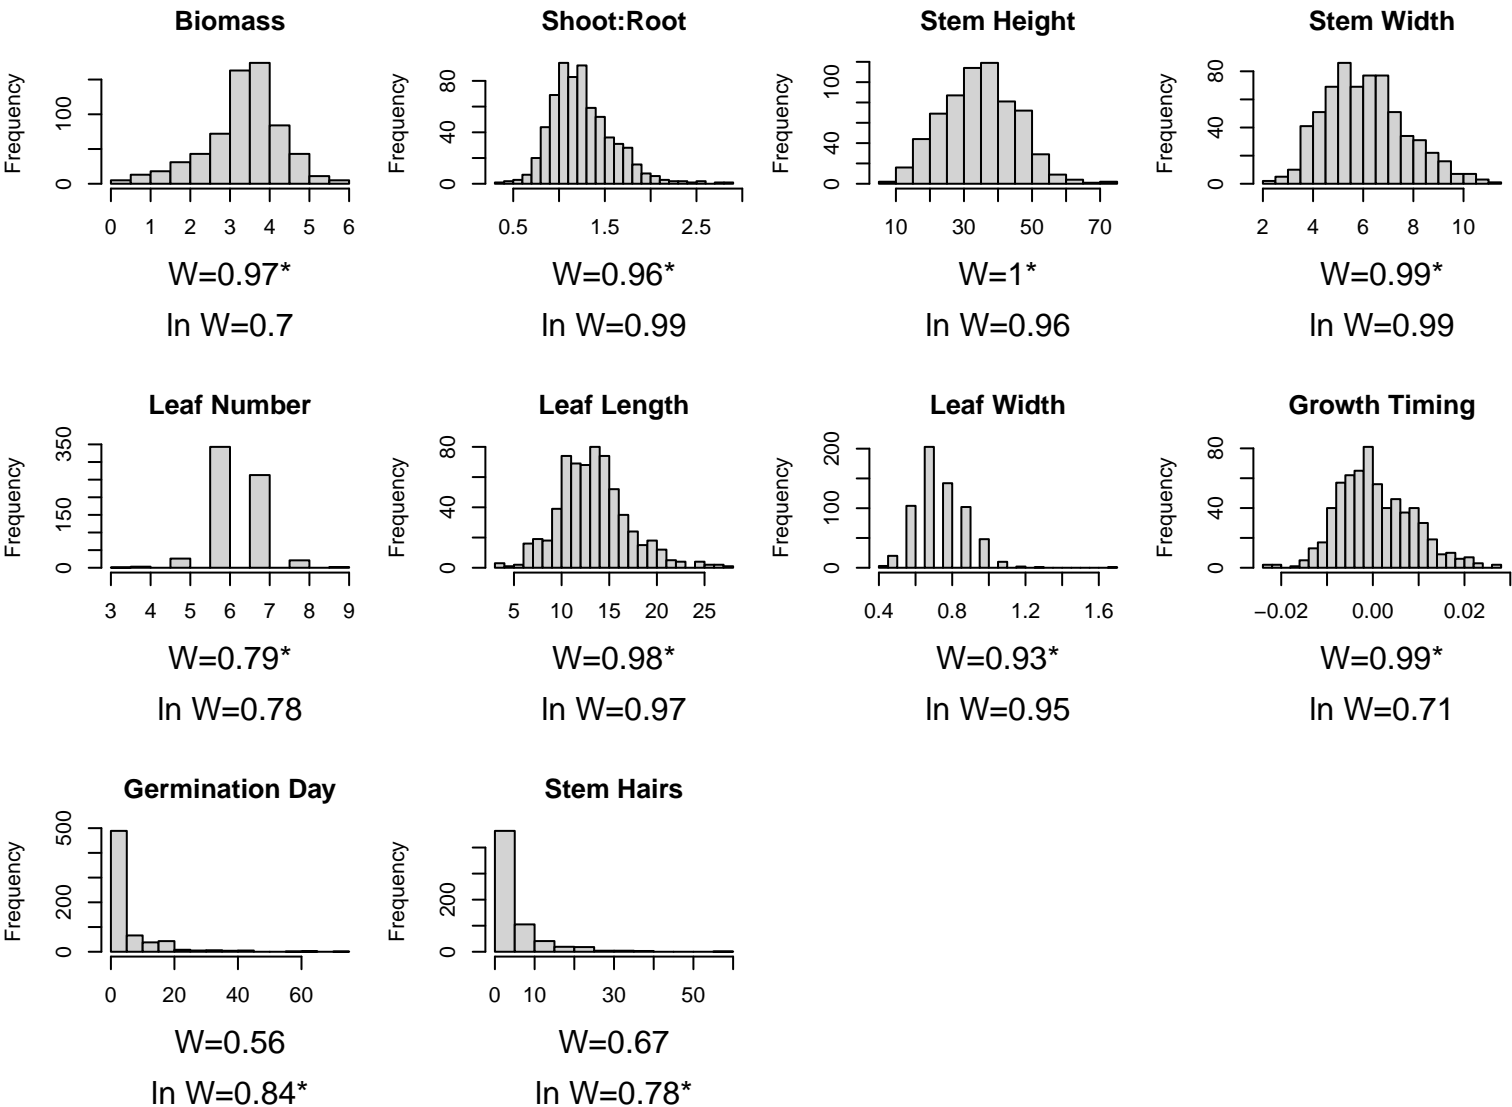 Biomass
Frequency
0 100
0 1 2 3 4 5 6
W=0.97*
ln W=0.7
Shoot:Root
Frequency
0 40 80
0.5 1.5 2.5
W=0.96*
ln W=0.99
Stem Height
Frequency
0 40 100
10 30 50 70
W=1*
ln W=0.96
Stem Width
Frequency
0 40 80
2 4 6 8 10
W=0.99*
ln W=0.99
Leaf Number
Frequency
0 150 350
3 4 5 6 7 8 9
W=0.79*
ln W=0.78
Leaf Length
Frequency
0 40 80
5 10 15 20 25
W=0.98*
ln W=0.97
Leaf Width
Frequency
0 100 200
0.4 0.8 1.2 1.6
W=0.93*
ln W=0.95
Growth Timing
Frequency
0 40 80
−0.02 0.00 0.02
W=0.99*
ln W=0.71
Germination Day
Frequency
0 200 500
0 20 40 60
W=0.56
ln W=0.84*
Stem Hairs
Frequency
0 200
0 10 30 50
W=0.67
ln W=0.78*